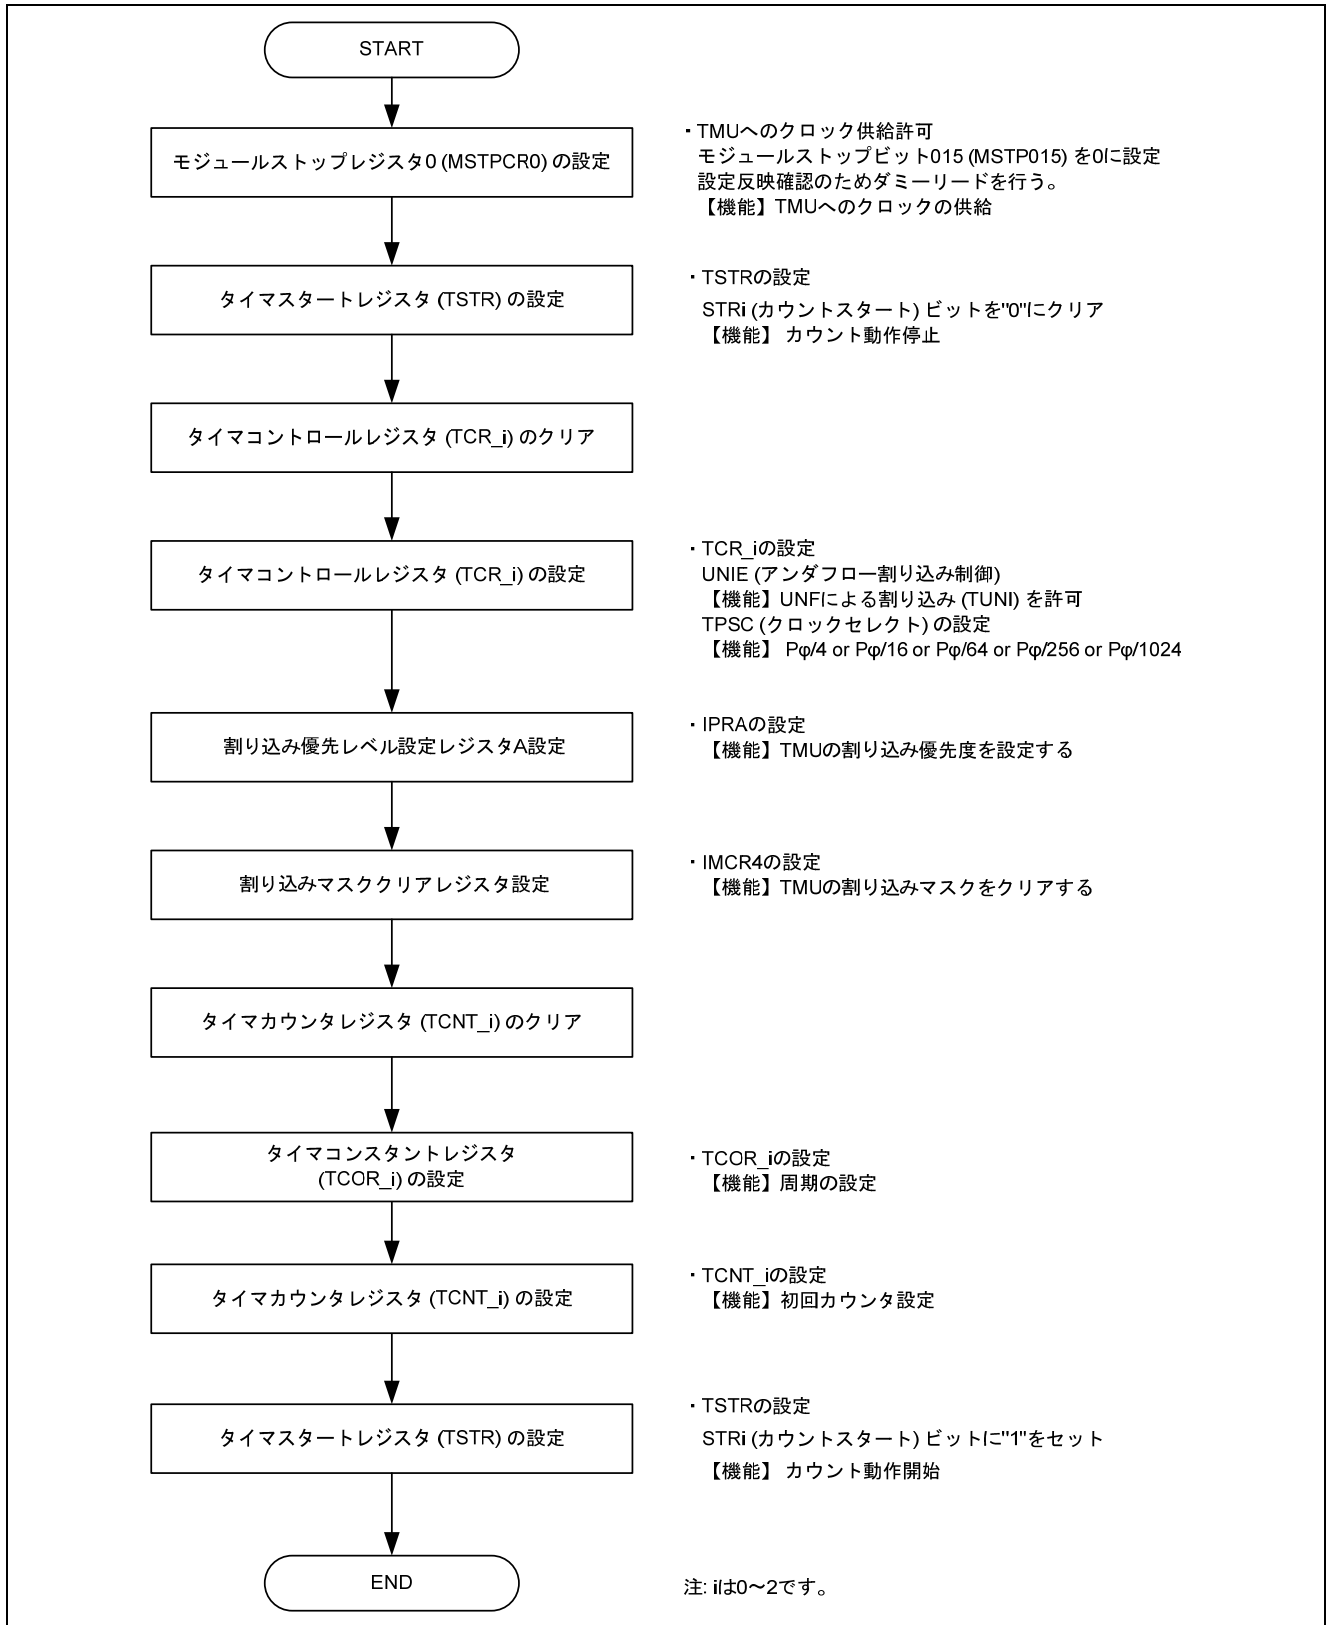 START
モジュールストップレジスタ0 (MSTPCR0) の設定
・TMUへのクロック供給許可
モジュールストップビット015 (MSTP015) を0に設定
設定反映確認のためダミーリードを行う。
【機能】TMUへのクロックの供給
タイマスタートレジスタ (TSTR) の設定
・TSTRの設定
STRi (カウントスタート) ビットを"0"にクリア
【機能】 カウント動作停止
タイマコントロールレジスタ (TCR_i) のクリア
タイマコントロールレジスタ (TCR_i) の設定
・TCR_iの設定
UNIE (アンダフロー割り込み制御)
【機能】UNFによる割り込み (TUNI) を許可
TPSC (クロックセレクト) の設定
【機能】 Pφ/4 or Pφ/16 or Pφ/64 or Pφ/256 or Pφ/1024
割り込み優先レベル設定レジスタA設定
・IPRAの設定
【機能】TMUの割り込み優先度を設定する
割り込みマスククリアレジスタ設定
・IMCR4の設定
【機能】TMUの割り込みマスクをクリアする
タイマカウンタレジスタ (TCNT_i) のクリア
タイマコンスタントレジスタ
(TCOR_i) の設定
・TCOR_iの設定
【機能】周期の設定
タイマカウンタレジスタ (TCNT_i) の設定
・TCNT_iの設定
【機能】初回カウンタ設定
タイマスタートレジスタ (TSTR) の設定
・TSTRの設定
STRi (カウントスタート) ビットに"1"をセット
【機能】 カウント動作開始
END
注: iは0～2です。